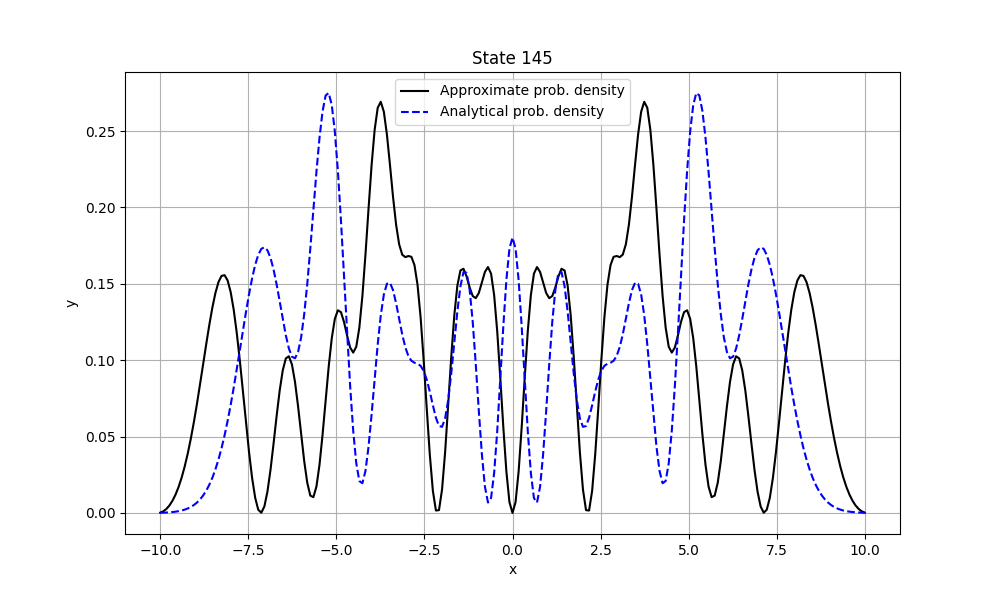 State 145
Approximate prob. density
Analytical prob. density
y
0.25
0.20
0.15
0.10
0.05
0.00
−10.0 −7.5 −5.0 −2.5 0.0 2.5 5.0 7.5 10.0
x